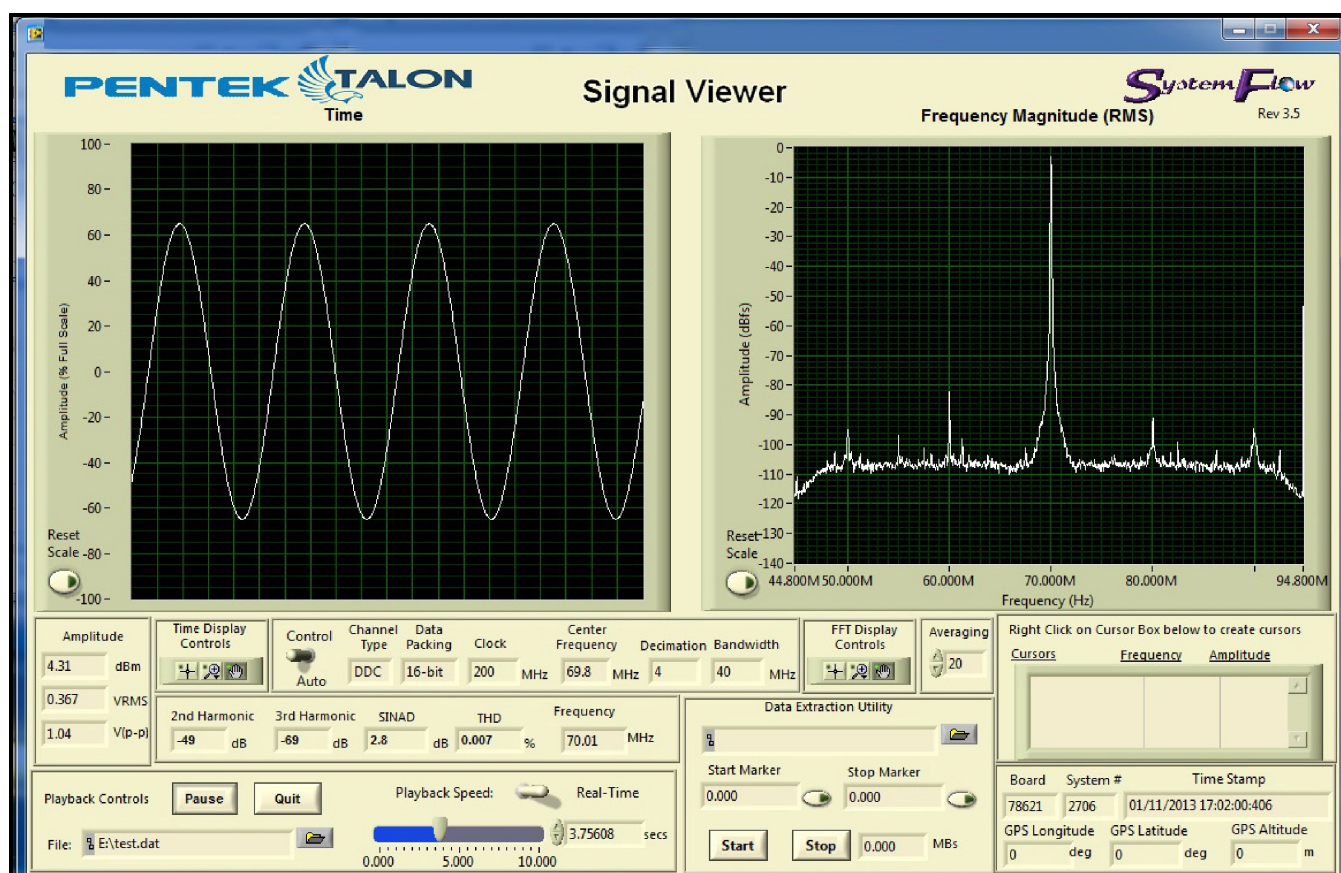 PENTEK TALON
Signal Viewer
System Flow
Rev 3.5
Time
100
80
60
40
20
0
-20
-40
-60
-80
-100
Amplitude (% Full Scale)
Reset
Scale
Frequency Magnitude (RMS)
0
-10
-20
-30
-40
-50
-60
-70
-80
-90
-100
-110
-120
-130
-140
Amplitude (dBfs)
Reset
Scale
44.800M 50.000M 60.000M 70.000M 80.000M 94.800M
Frequency (Hz)
Amplitude
4.31 dBm
0.367 VRMS
1.04 V(p-p)
Time Display
Controls
Control
Auto
Channel Type
DDC
Data Packing
16-bit
Clock
200 MHz
Center Frequency
69.8 MHz
Decimation
4
Bandwidth
40 MHz
FFT Display
Controls
Averaging
20
Right Click on Cursor Box below to create cursors
Cursors Frequency Amplitude
2nd Harmonic
-49 dB
3rd Harmonic
-69 dB
SINAD
2.8 dB
THD
0.007 %
Frequency
70.01 MHz
Data Extraction Utility
Start Marker
0.000
Stop Marker
0.000
Start Stop 0.000 MBs
Playback Controls Pause Quit
File: E:\test.dat
Playback Speed: Real-Time
3.75608 secs
0.000 5.000 10.000
Board System # Time Stamp
78621 2706 01/11/2013 17:02:00:406
GPS Longitude GPS Latitude GPS Altitude
0 deg 0 deg 0 m